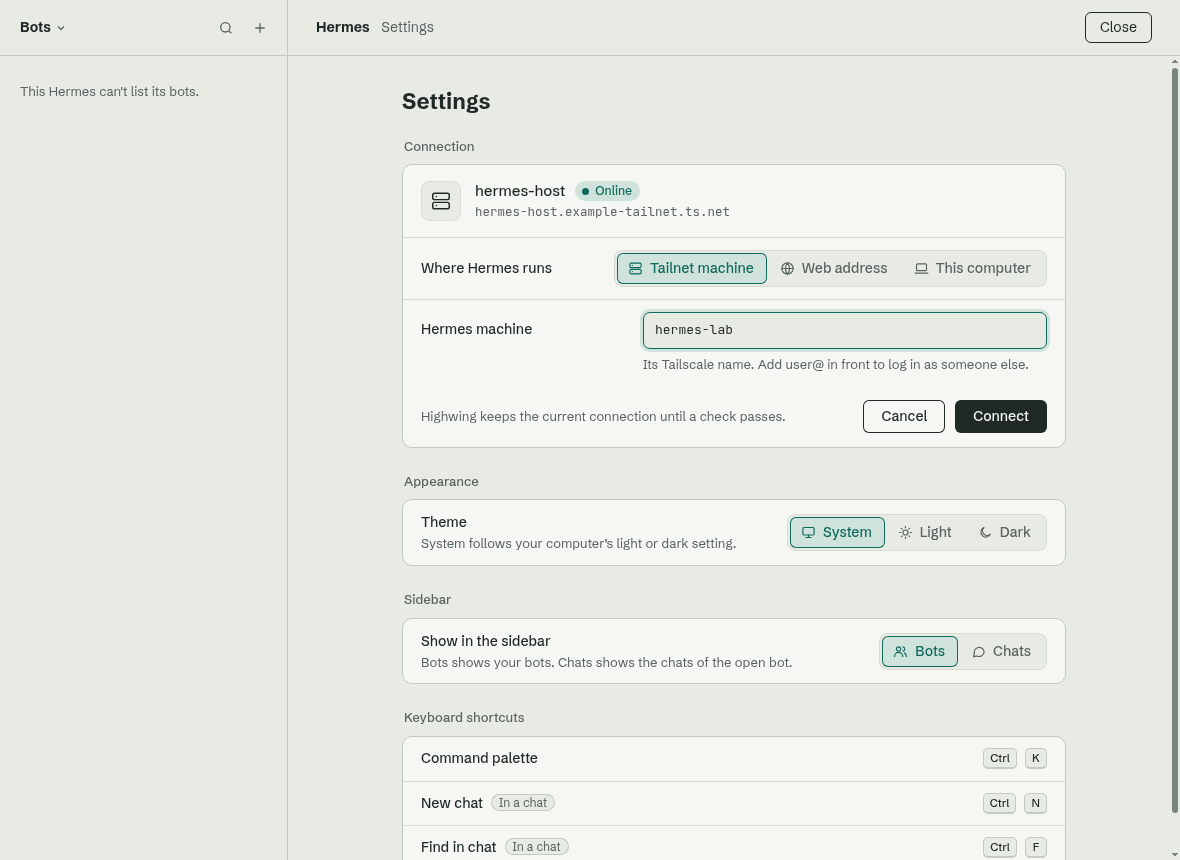 Bots
Hermes Settings
Close
This Hermes can't list its bots.
Settings
Connection
hermes-host Online
hermes-host.example-tailnet.ts.net
Where Hermes runs
Tailnet machine Web address This computer
Hermes machine
hermes-lab
Its Tailscale name. Add user@ in front to log in as someone else.
Highwing keeps the current connection until a check passes.
Cancel Connect
Appearance
Theme
System follows your computer's light or dark setting.
System Light Dark
Sidebar
Show in the sidebar
Bots shows your bots. Chats shows the chats of the open bot.
Bots Chats
Keyboard shortcuts
Command palette Ctrl K
New chat In a chat Ctrl N
Find in chat In a chat Ctrl F